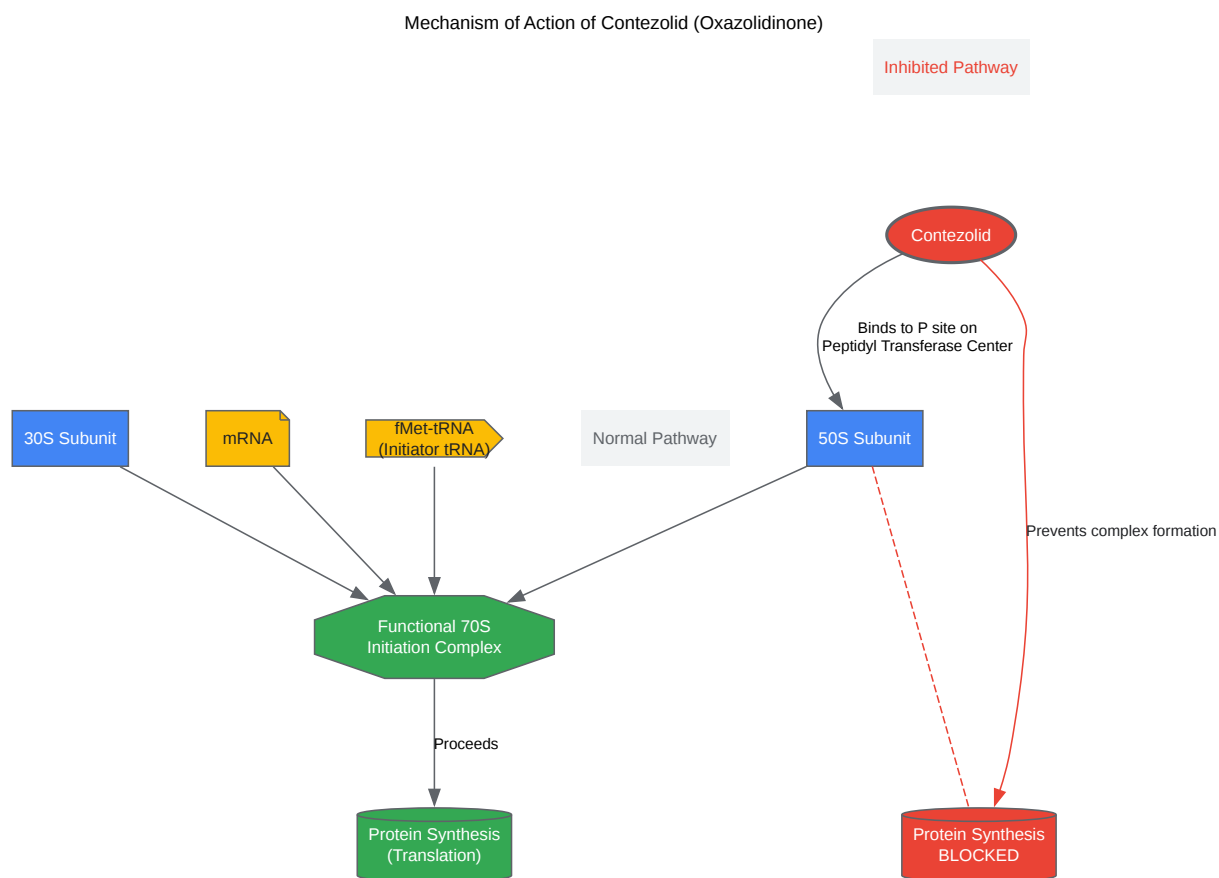 Mechanism of Action of Contezolid (Oxazolidinone)
Inhibited Pathway
Contezolid
Binds to P site on
Peptidyl Transferase Center
30S Subunit
mRNA
fMet-tRNA
(Initiator tRNA)
Normal Pathway
50S Subunit
Prevents complex formation
Functional 70S
Initiation Complex
Proceeds
Protein Synthesis
(Translation)
Protein Synthesis
BLOCKED